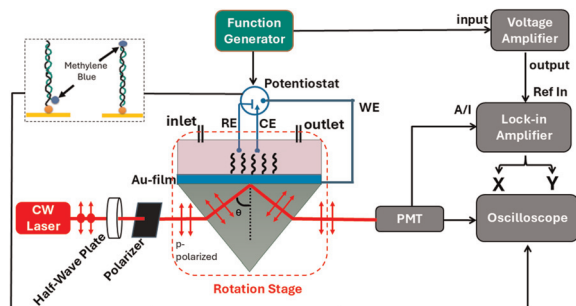 Function
Generator
input
Voltage
Amplifier
output
Ref In
Methylene
Blue
Potentiostat
WE
A/I
Lock-in
Amplifier
inlet
RE
CE
outlet
X
Y
Au-film
CW
Laser
θ
PMT
Oscilloscope
p-
polarized
Half-Wave Plate
Polarizer
Rotation Stage